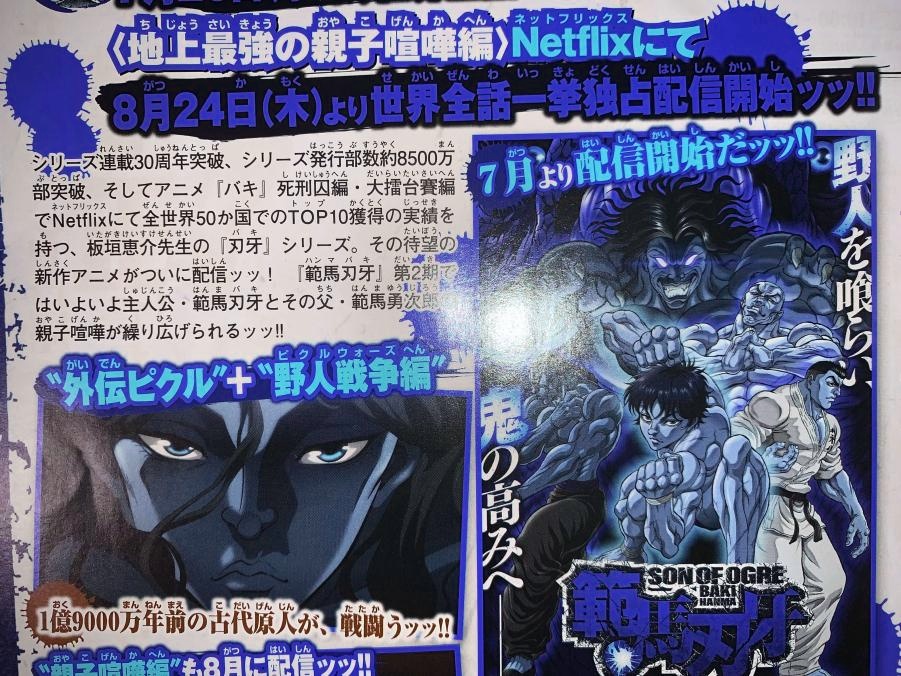 〈地上最強の親子喧嘩編〉Netflixにて
8月24日(木)より世界全話一挙独占配信開始ッッ!!
シリーズ連載30周年突破、シリーズ発行部数約8500万
部突破、そしてアニメ『バキ』死刑囚編・大擂台賽編
でNetflixにて全世界50か国でのTOP10獲得の実績を
持つ、板垣恵介先生の『刃牙』シリーズ。その待望の
新作アニメがついに配信ッッ! 『範馬刃牙』第2期で
はいよいよ主人公・範馬刃牙とその父・範馬勇次郎
親子喧嘩が繰り広げられるッッ!!
7月より配信開始だッッ!!
野人を喰らい、
鬼の高みへ
SON OF OGRE
BAKI
HANMA
範馬刃牙
“外伝ピクル”+“野人戦争編”
1億9000万年前の古代原人が、戦闘うッッ!!
“親子喧嘩編”も8月に配信ッッ!!